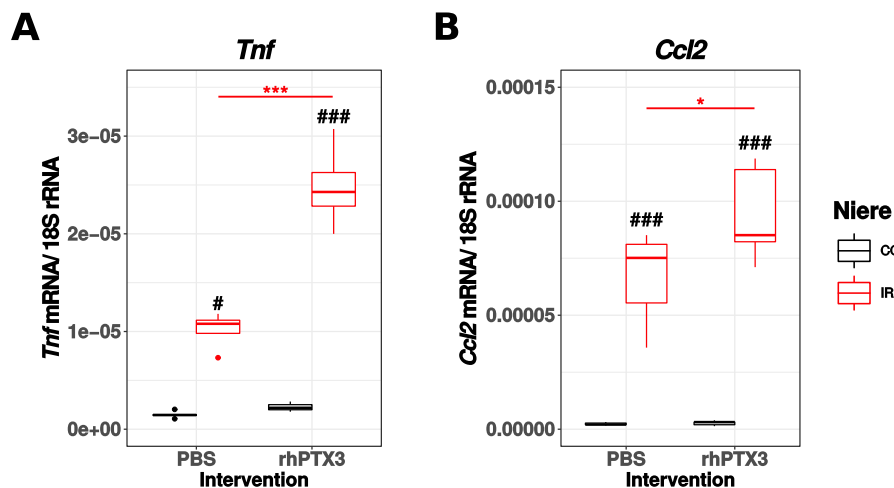 A
B
Tnf
Ccl2
Tnf mRNA/ 18S rRNA
3e−05
2e−05
1e−05
0e+00
***
###
#
PBS
rhPTX3
Intervention
Ccl2 mRNA/ 18S rRNA
0.00015
0.00010
0.00005
0.00000
*
###
###
PBS
rhPTX3
Intervention
Niere
IR